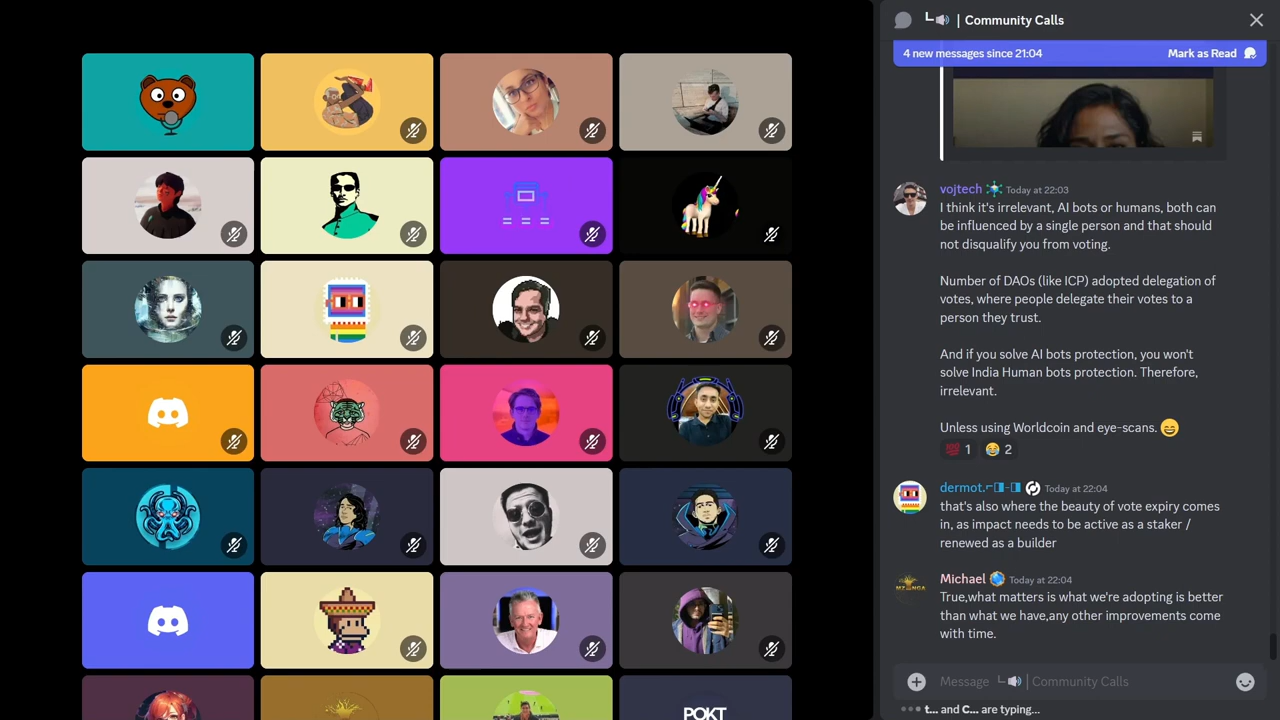 | Community Calls
4 new messages since 21:04
Mark as Read
vojtech Today at 22:03
I think it's irrelevant, AI bots or humans, both can
be influenced by a single person and that should
not disqualify you from voting.
Number of DAOs (like ICP) adopted delegation of
votes, where people delegate their votes to a
person they trust.
And if you solve AI bots protection, you won't
solve India Human bots protection. Therefore,
irrelevant.
Unless using Worldcoin and eye-scans. 😄
💯 1 😂 2
dermot.⌐◨-◨ Today at 22:04
that's also where the beauty of vote expiry comes
in, as impact needs to be active as a staker /
renewed as a builder
Michael Today at 22:04
True,what matters is what we're adopting is better
than what we have,any other improvements come
with time.
Message ┗🔊 | Community Calls
t... and C... are typing...
POKT